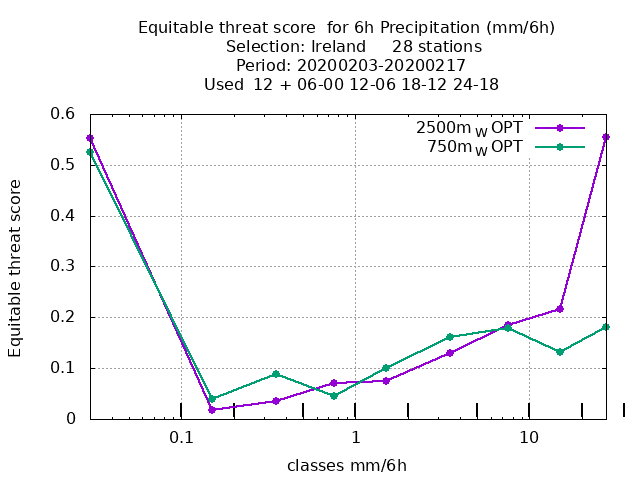 Equitable threat score  for 6h Precipitation (mm/6h)
Selection: Ireland     28 stations
Period: 20200203-20200217
Used  12 + 06-00 12-06 18-12 24-18
2500m W OPT
750m W OPT
0.6
0.5
0.4
0.3
0.2
0.1
0
Equitable threat score
0.1
1
10
classes mm/6h